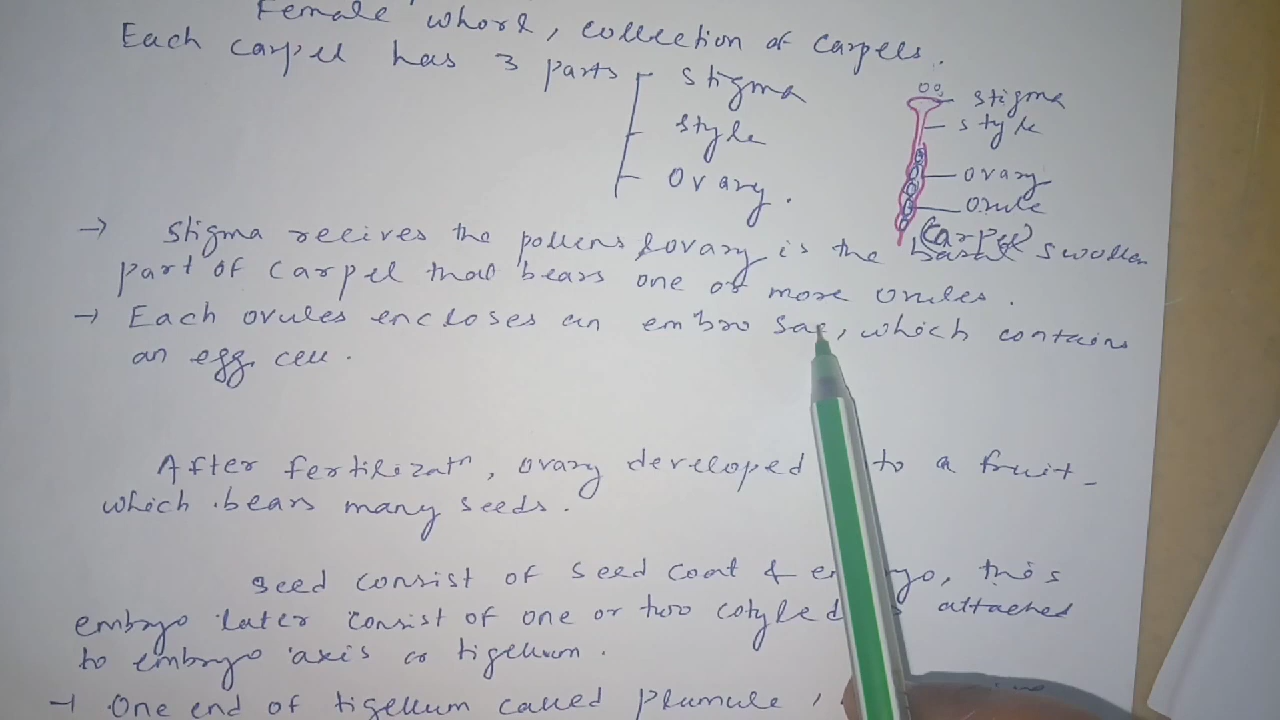 Female whorl, collection of carpels.
Each carpel has 3 parts
Stigma
style
Ovary.
stigma
style
ovary
ovule
(carpel)
→ Stigma recives the pollens & ovary is the basal swollen
part of carpel that bears one or more ovules.
→ Each ovules encloses an embro sac, which contains
an egg cell.
After fertilizatn, ovary developed to a fruit
which bears many seeds.
Seed consist of seed coat & , this
embryo later consist of one or two attached
to embryo axis or tigellum.
→ One end of tigellum called plumule,